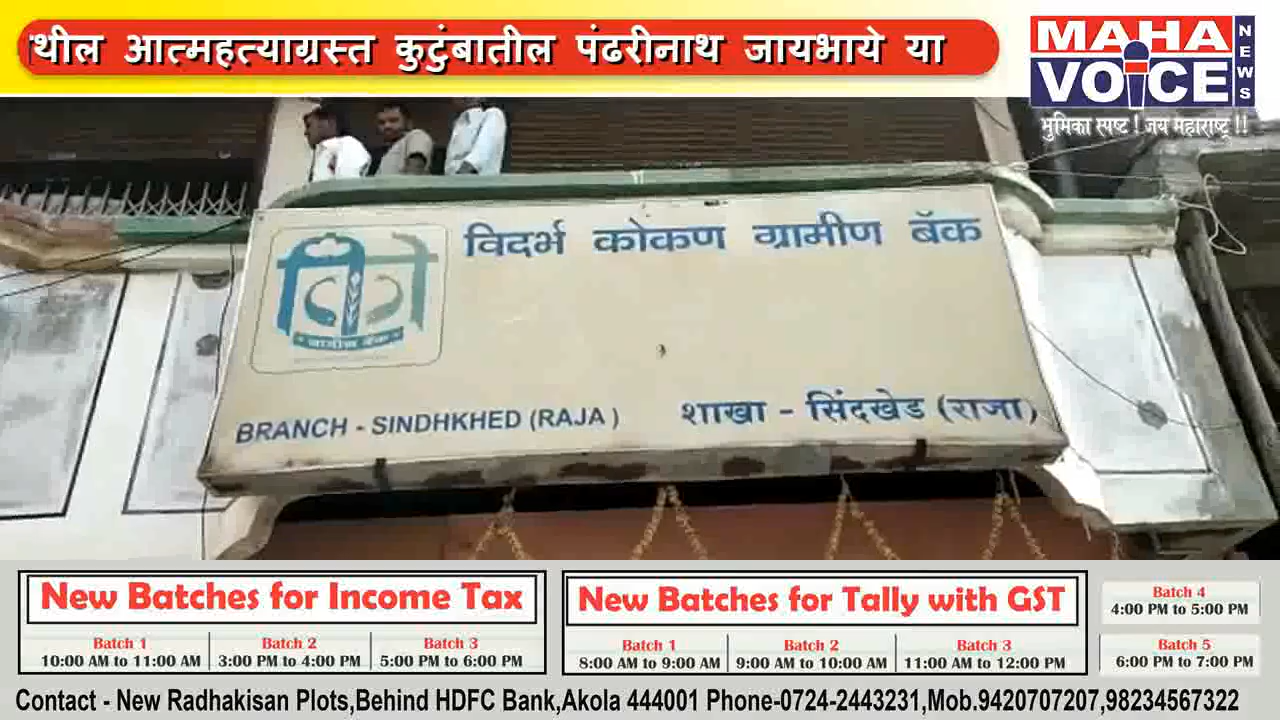 थील आत्महत्याग्रस्त कुटुंबातील पंढरीनाथ जायभाये या
MAHA
VOICE
NEWS
भुमिका स्पष्ट ! जय महाराष्ट्र !!
विदर्भ कोकण ग्रामीण बॅक
ग्रामीण बॅंक
BRANCH - SINDHKHED (RAJA )
शाखा - सिंदखेड (राजा)
New Batches for Income Tax
Batch 1
10:00 AM to 11:00 AM
Batch 2
3:00 PM to 4:00 PM
Batch 3
5:00 PM to 6:00 PM
New Batches for Tally with GST
Batch 1
8:00 AM to 9:00 AM
Batch 2
9:00 AM to 10:00 AM
Batch 3
11:00 AM to 12:00 PM
Batch 4
4:00 PM to 5:00 PM
Batch 5
6:00 PM to 7:00 PM
Contact - New Radhakisan Plots,Behind HDFC Bank,Akola 444001 Phone-0724-2443231,Mob.9420707207,98234567322